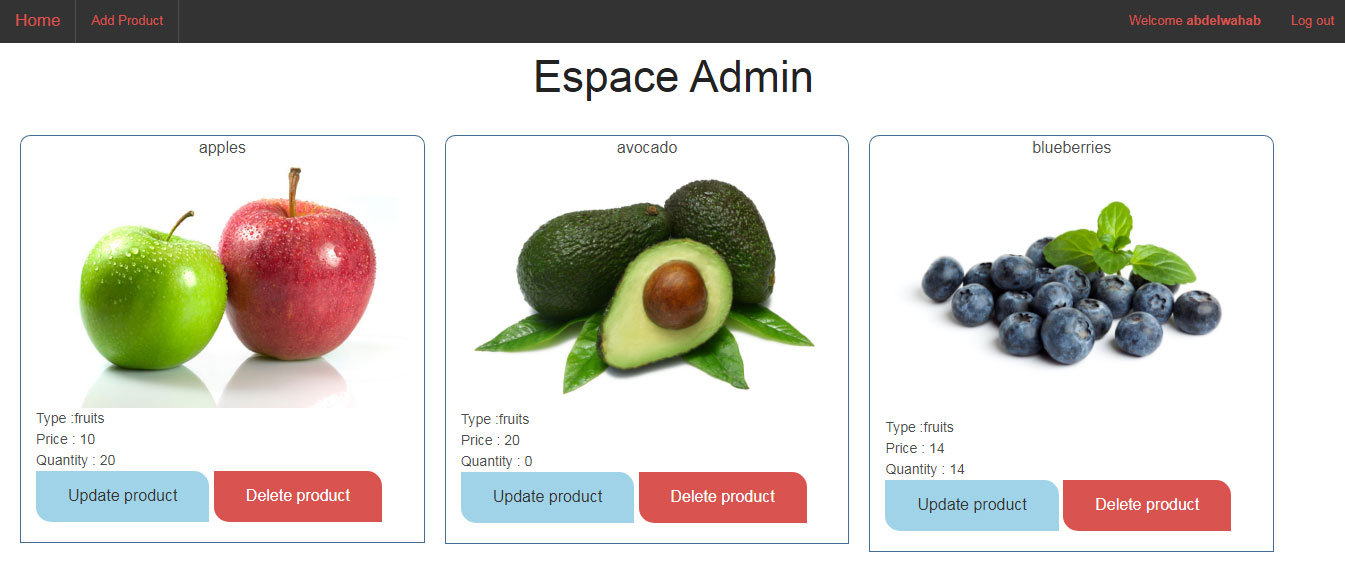 Home Add Product Welcome abdelwahab Log out
Espace Admin
apples
Type :fruits
Price : 10
Quantity : 20
Update product Delete product
avocado
Type :fruits
Price : 20
Quantity : 0
Update product Delete product
blueberries
Type :fruits
Price : 14
Quantity : 14
Update product Delete product